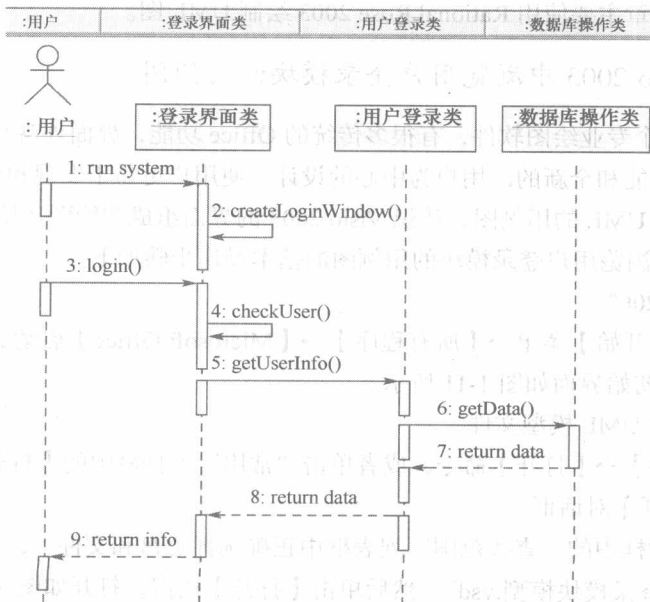 :用户 :登录界面类 :用户登录类 :数据库操作类
:用户 :登录界面类 :用户登录类 :数据库操作类
1: run system
2: createLoginWindow()
3: login()
4: checkUser()
5: getUserInfo()
6: getData()
7: return data
8: return data
9: return info